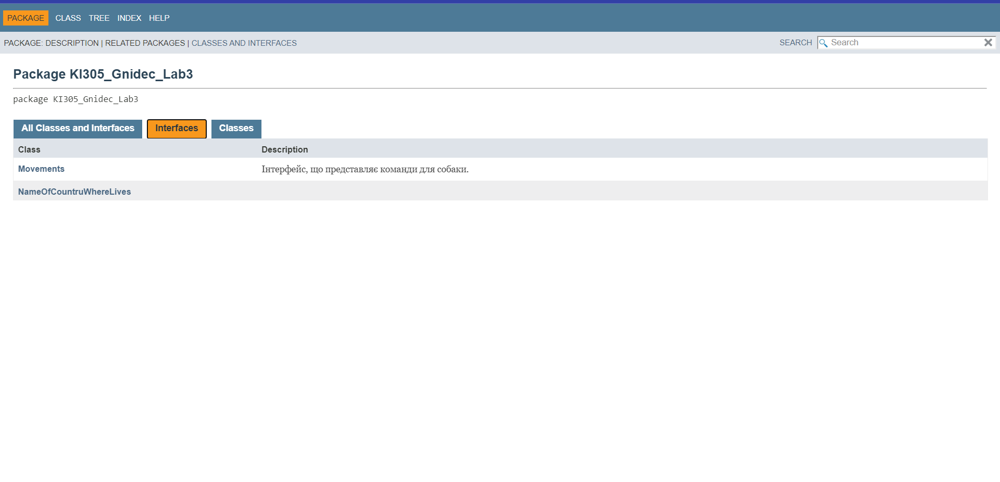 PACKAGE CLASS TREE INDEX HELP
PACKAGE: DESCRIPTION | RELATED PACKAGES | CLASSES AND INTERFACES SEARCH Search
Package KI305_Gnidec_Lab3
package KI305_Gnidec_Lab3
All Classes and Interfaces Interfaces Classes
Class Description
Movements Інтерфейс, що представляє команди для собаки.
NameOfCountruWhereLives